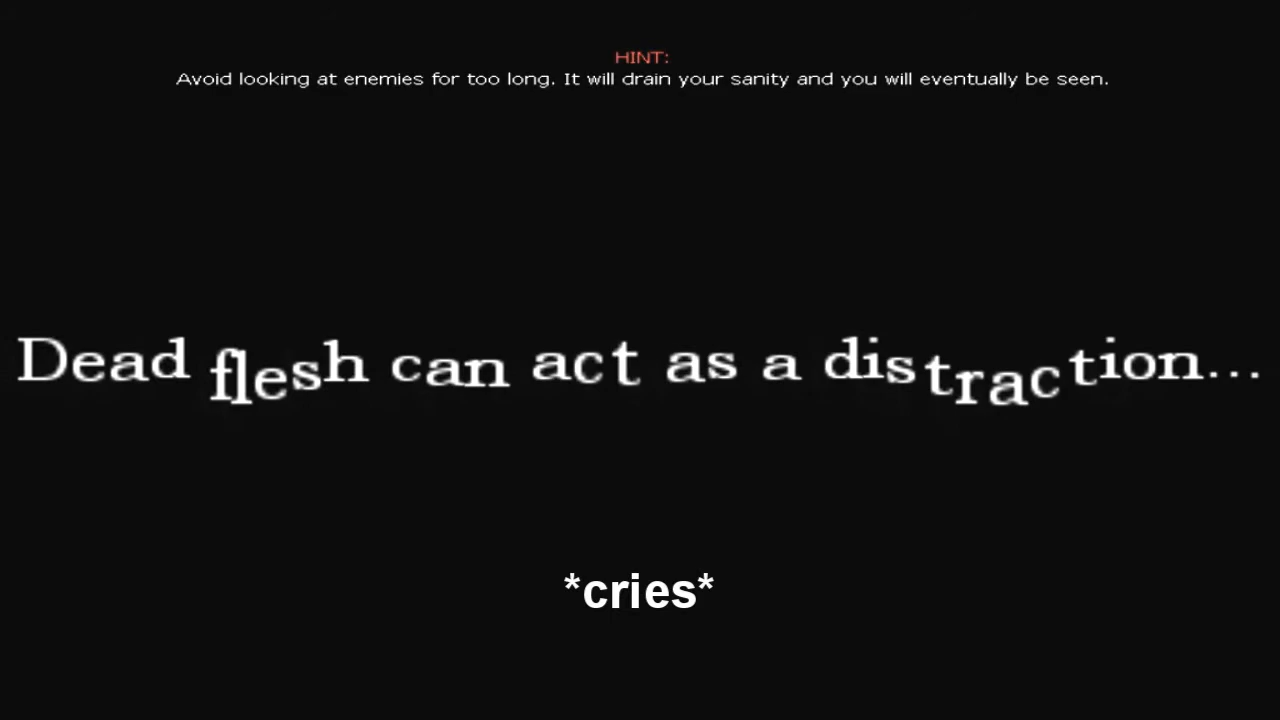 HINT:
Avoid looking at enemies for too long. It will drain your sanity and you will eventually be seen.
Dead flesh can act as a distraction...
*cries*